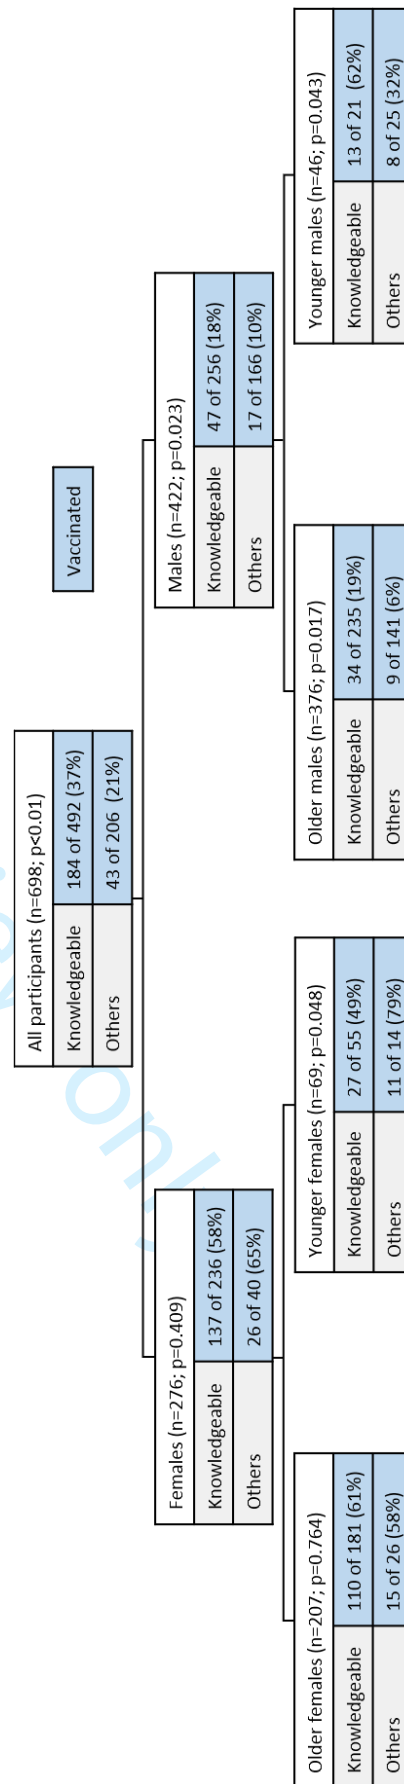 All participants (n=698; p<0.01)
Knowledgeable 184 of 492 (37%)
Others 43 of 206 (21%)
Vaccinated
Females (n=276; p=0.409)
Knowledgeable 137 of 236 (58%)
Others 26 of 40 (65%)
Males (n=422; p=0.023)
Knowledgeable 47 of 256 (18%)
Others 17 of 166 (10%)
Older females (n=207; p=0.764)
Knowledgeable 110 of 181 (61%)
Others 15 of 26 (58%)
Younger females (n=69; p=0.048)
Knowledgeable 27 of 55 (49%)
Others 11 of 14 (79%)
Older males (n=376; p=0.017)
Knowledgeable 34 of 235 (19%)
Others 9 of 141 (6%)
Younger males (n=46; p=0.043)
Knowledgeable 13 of 21 (62%)
Others 8 of 25 (32%)
only